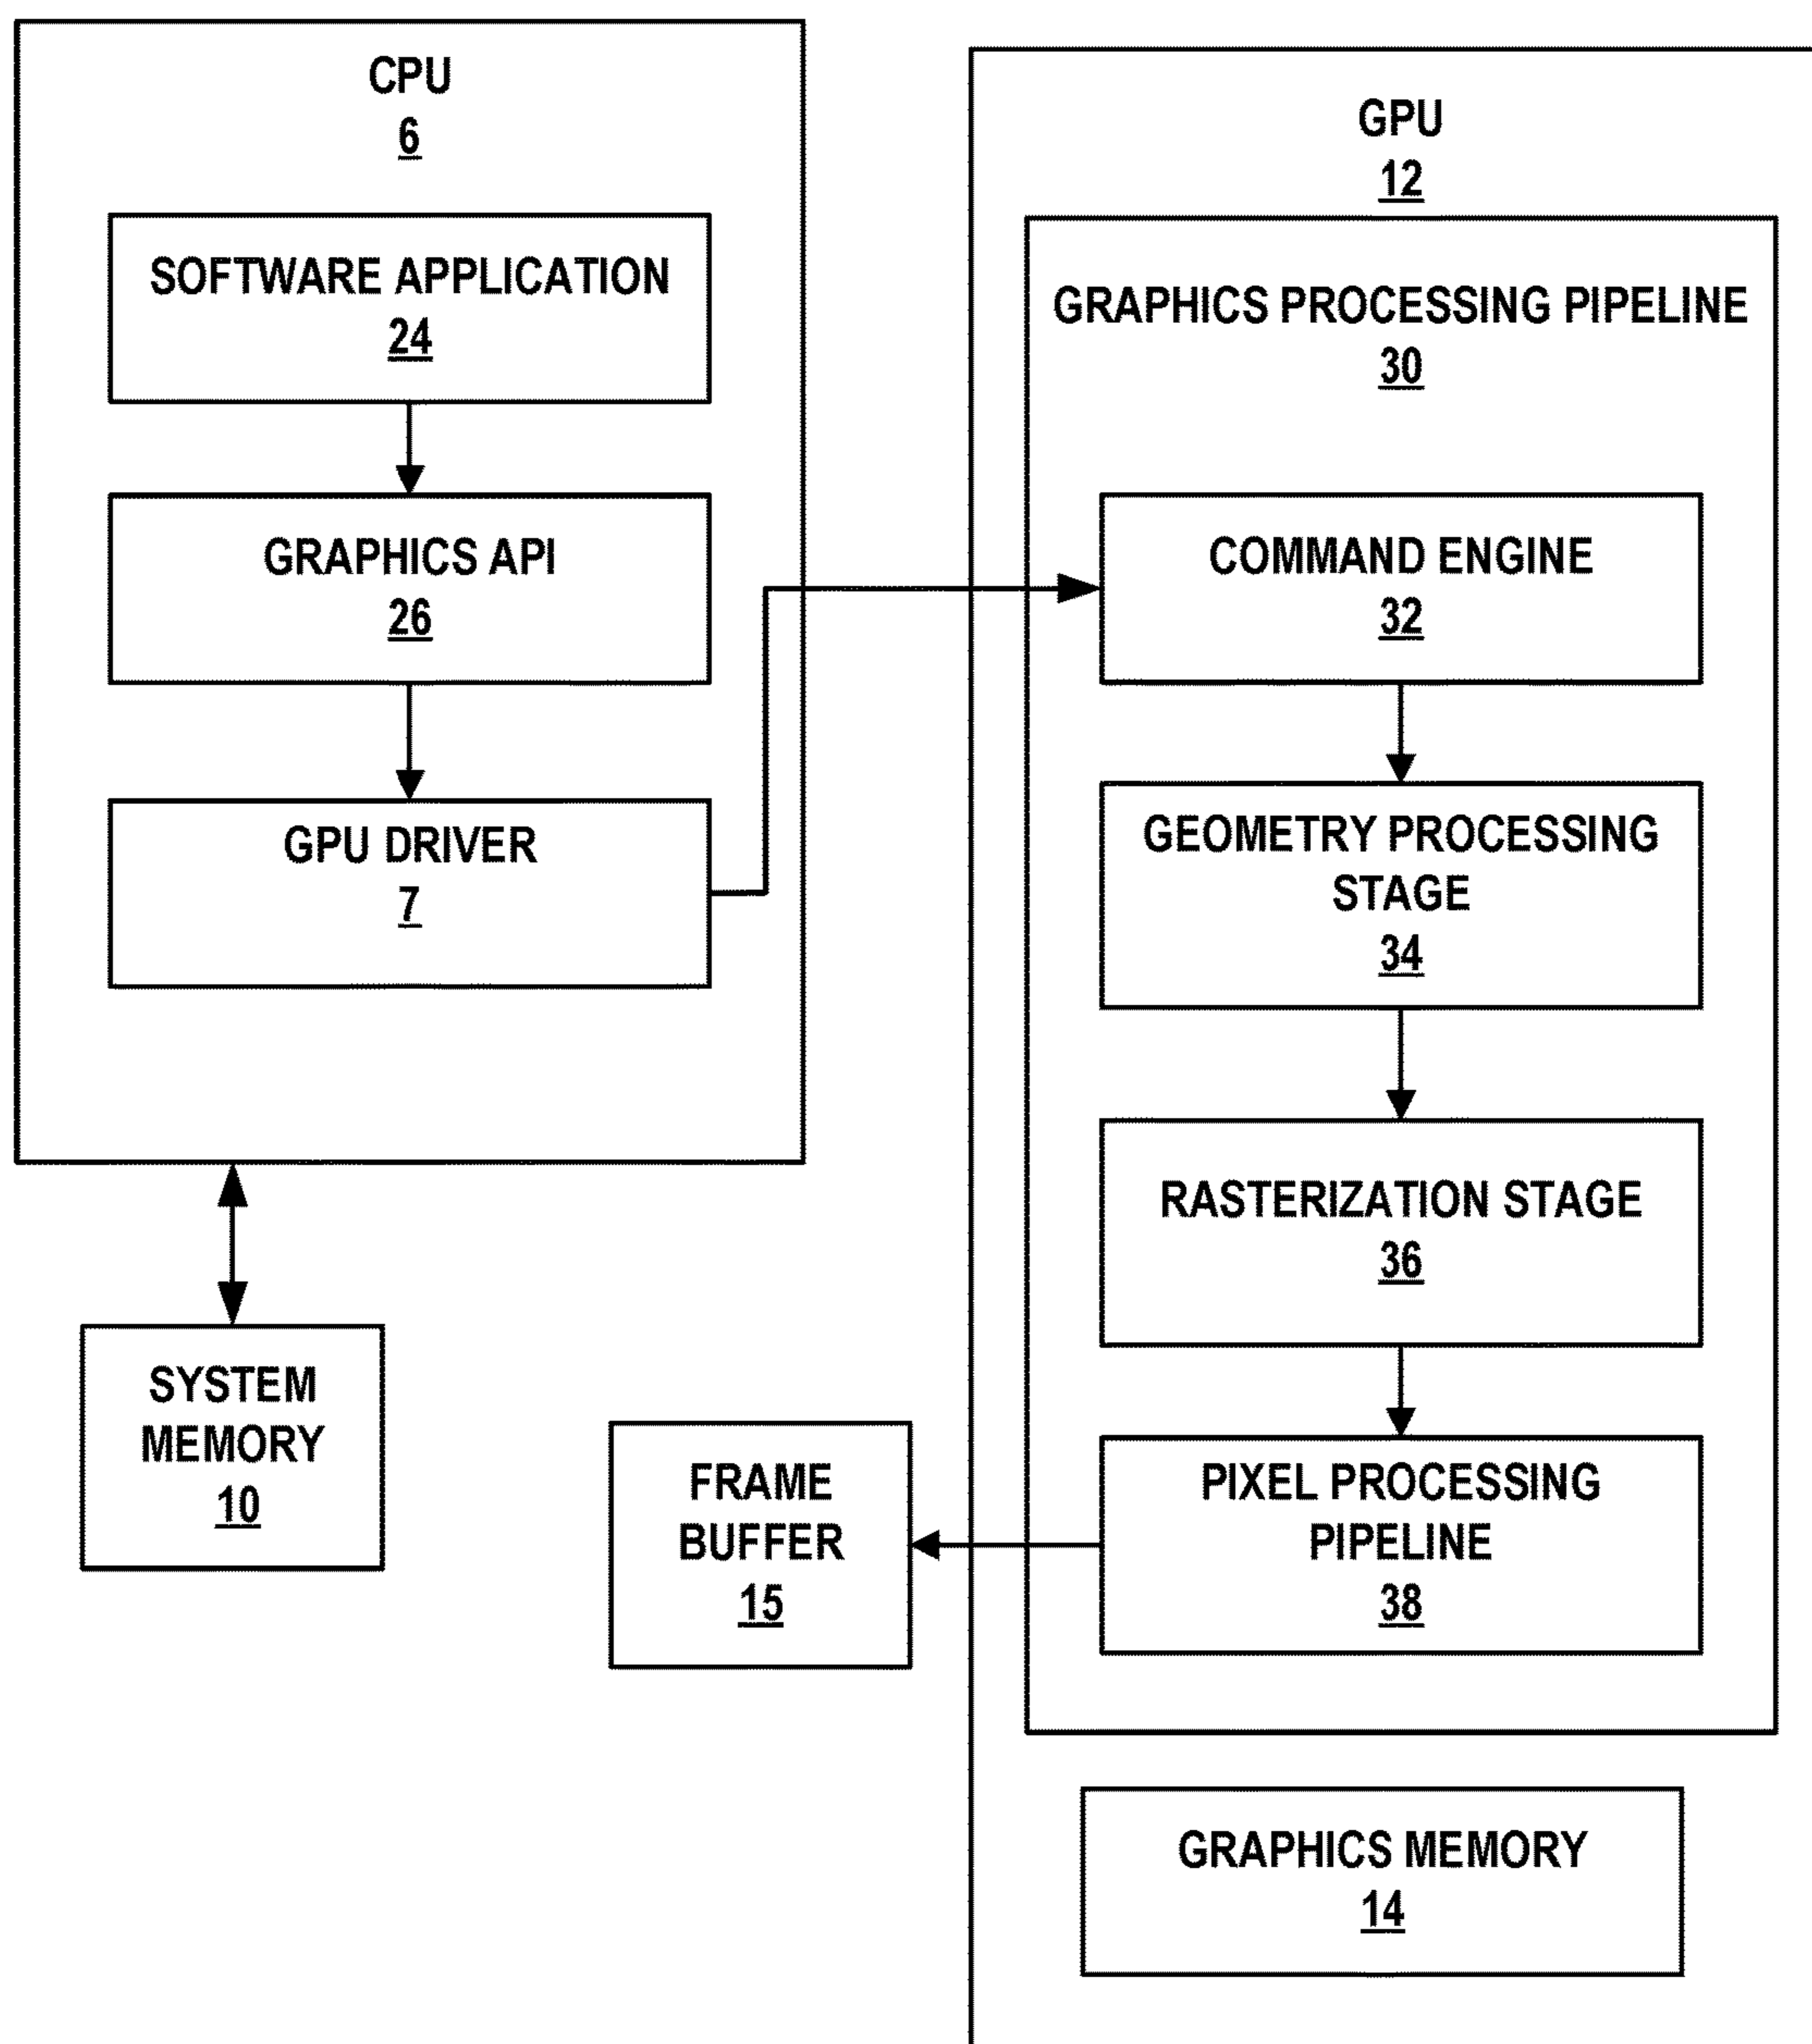 CPU
6
SOFTWARE APPLICATION
24
GRAPHICS API
26
GPU DRIVER
7
SYSTEM
MEMORY
10
FRAME
BUFFER
15
GPU
12
GRAPHICS PROCESSING PIPELINE
30
COMMAND ENGINE
32
GEOMETRY PROCESSING
STAGE
34
RASTERIZATION STAGE
36
PIXEL PROCESSING
PIPELINE
38
GRAPHICS MEMORY
14